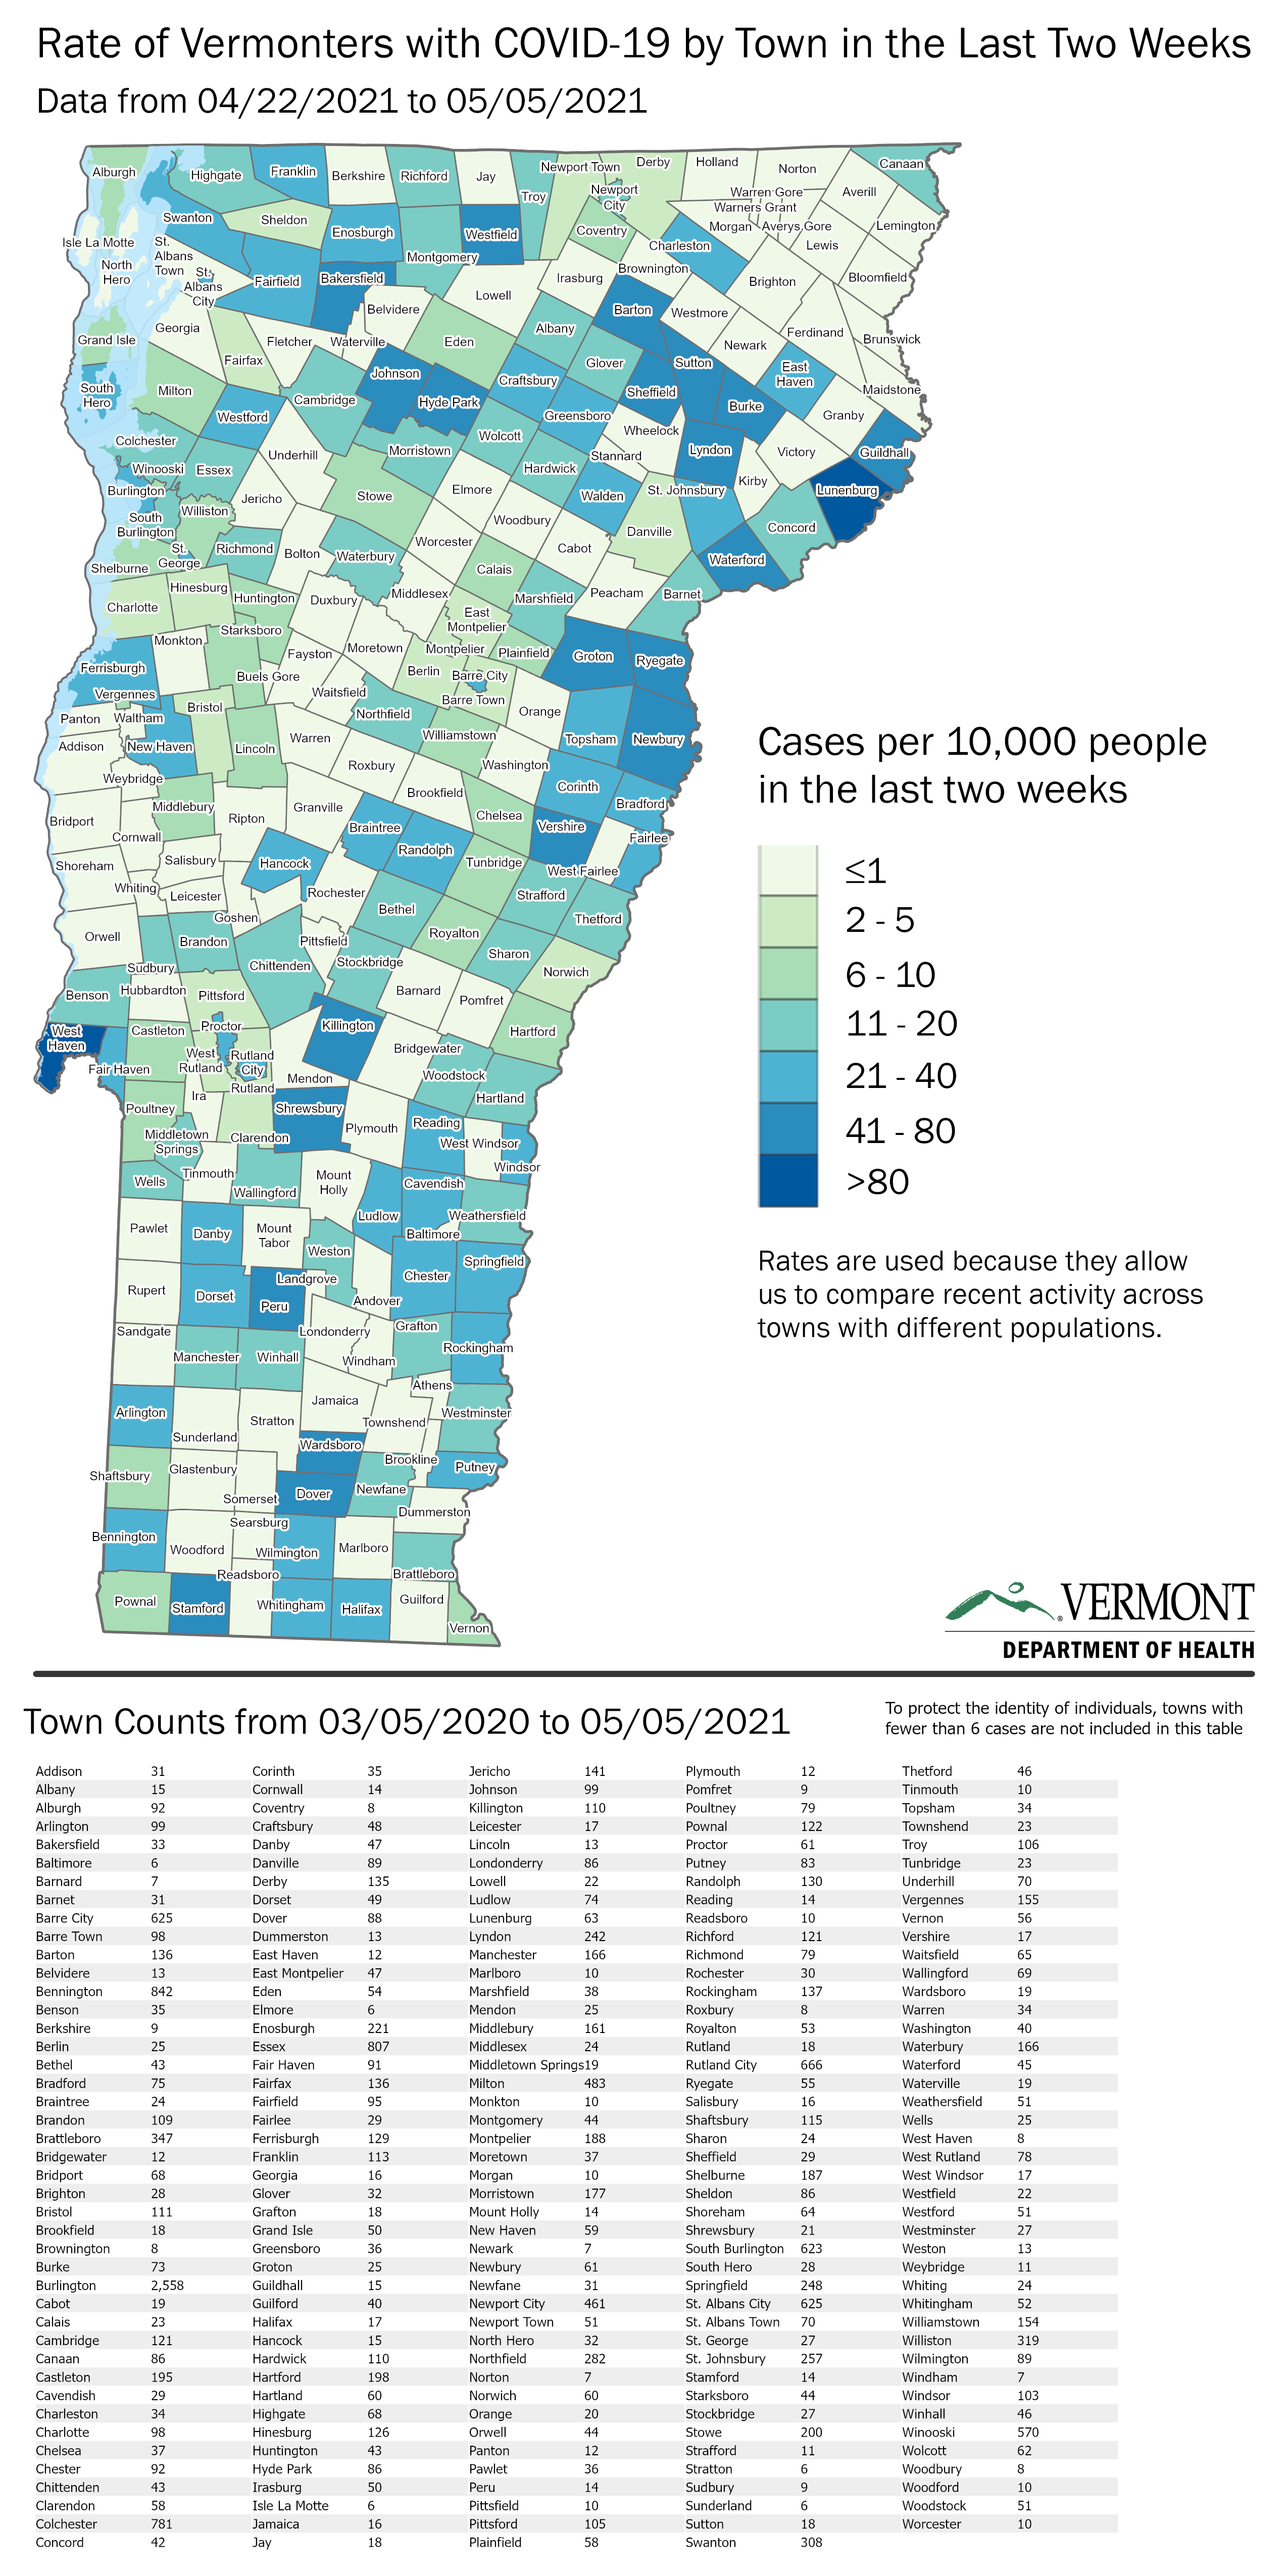 Rate of Vermonters with COVID-19 by Town in the Last Two Weeks
Data from 04/22/2021 to 05/05/2021
Alburgh
Highgate
Franklin
Berkshire
Richford
Jay
Troy
Newport Town
Derby
Holland
Norton
Canaan
Newport
City
Warren Gore
Averill
Warners Grant
Swanton
Sheldon
Enosburgh
Westfield
Coventry
Morgan
Averys Gore
Lemington
Isle La Motte
St.
Albans
Town
Montgomery
Charleston
Lewis
North
Hero
St.
Albans
City
Fairfield
Bakersfield
Irasburg
Brownington
Brighton
Bloomfield
Lowell
Belvidere
Barton
Westmore
Georgia
Albany
Ferdinand
Grand Isle
Fletcher
Waterville
Eden
Newark
Brunswick
Fairfax
Glover
Sutton
East
Haven
Johnson
Craftsbury
Sheffield
Maidstone
South
Hero
Milton
Cambridge
Hyde Park
Burke
Westford
Greensboro
Granby
Colchester
Wolcott
Wheelock
Underhill
Morristown
Stannard
Lyndon
Victory
Guildhall
Winooski
Essex
Hardwick
Kirby
Burlington
Jericho
Stowe
Elmore
Walden
St. Johnsbury
Lunenburg
South
Burlington
Williston
Woodbury
Danville
Concord
St.
George
Richmond
Bolton
Waterbury
Worcester
Cabot
Waterford
Shelburne
Calais
Hinesburg
Huntington
Duxbury
Middlesex
Marshfield
Peacham
Barnet
Charlotte
East
Montpelier
Starksboro
Monkton
Fayston
Moretown
Montpelier
Plainfield
Groton
Ryegate
Ferrisburgh
Buels Gore
Berlin
Barre City
Vergennes
Waitsfield
Barre Town
Panton
Waltham
Bristol
Northfield
Orange
Addison
New Haven
Lincoln
Warren
Williamstown
Topsham
Newbury
Weybridge
Roxbury
Washington
Corinth
Bridport
Middlebury
Ripton
Granville
Brookfield
Chelsea
Bradford
Cornwall
Braintree
Vershire
Fairlee
Shoreham
Salisbury
Hancock
Randolph
Tunbridge
West Fairlee
Whiting
Leicester
Rochester
Strafford
Goshen
Bethel
Thetford
Orwell
Brandon
Pittsfield
Royalton
Sharon
Sudbury
Chittenden
Stockbridge
Norwich
Benson
Hubbardton
Pittsford
Barnard
Pomfret
West
Haven
Castleton
Proctor
Killington
Hartford
Fair Haven
West
Rutland
Rutland
City
Bridgewater
Mendon
Woodstock
Rutland
Ira
Hartland
Poultney
Shrewsbury
Plymouth
Reading
Middletown
Springs
Clarendon
West Windsor
Windsor
Wells
Tinmouth
Wallingford
Mount
Holly
Cavendish
Pawlet
Danby
Mount
Tabor
Ludlow
Weathersfield
Baltimore
Weston
Springfield
Rupert
Dorset
Landgrove
Peru
Chester
Andover
Sandgate
Londonderry
Grafton
Manchester
Winhall
Windham
Rockingham
Arlington
Jamaica
Athens
Sunderland
Stratton
Townshend
Westminster
Wardsboro
Shaftsbury
Glastenbury
Brookline
Putney
Somerset
Dover
Newfane
Searsburg
Dummerston
Bennington
Woodford
Wilmington
Marlboro
Readsboro
Brattleboro
Pownal
Stamford
Whitingham
Halifax
Guilford
Vernon
Cases per 10,000 people
in the last two weeks
≤1
2 - 5
6 - 10
11 - 20
21 - 40
41 - 80
>80
Rates are used because they allow
us to compare recent activity across
towns with different populations.
VERMONT
DEPARTMENT OF HEALTH
Town Counts from 03/05/2020 to 05/05/2021
To protect the identity of individuals, towns with
fewer than 6 cases are not included in this table
Addison 31 Corinth 35 Jericho 141 Plymouth 12 Thetford 46
Albany 15 Cornwall 14 Johnson 99 Pomfret 9 Tinmouth 10
Alburgh 92 Coventry 8 Killington 110 Poultney 79 Topsham 34
Arlington 99 Craftsbury 48 Leicester 17 Pownal 122 Townshend 23
Bakersfield 33 Danby 47 Lincoln 13 Proctor 61 Troy 106
Baltimore 6 Danville 89 Londonderry 86 Putney 83 Tunbridge 23
Barnard 7 Derby 135 Lowell 22 Randolph 130 Underhill 70
Barnet 31 Dorset 49 Ludlow 74 Reading 14 Vergennes 155
Barre City 625 Dover 88 Lunenburg 63 Readsboro 10 Vernon 56
Barre Town 98 Dummerston 13 Lyndon 242 Richford 121 Vershire 17
Barton 136 East Haven 12 Manchester 166 Richmond 79 Waitsfield 65
Belvidere 13 East Montpelier 47 Marlboro 10 Rochester 30 Wallingford 69
Bennington 842 Eden 54 Marshfield 38 Rockingham 137 Wardsboro 19
Benson 35 Elmore 6 Mendon 25 Roxbury 8 Warren 34
Berkshire 9 Enosburgh 221 Middlebury 161 Royalton 53 Washington 40
Berlin 25 Essex 807 Middlesex 24 Rutland 18 Waterbury 166
Bethel 43 Fair Haven 91 Middletown Springs19 Rutland City 666 Waterford 45
Bradford 75 Fairfax 136 Milton 483 Ryegate 55 Waterville 19
Braintree 24 Fairfield 95 Monkton 10 Salisbury 16 Weathersfield 51
Brandon 109 Fairlee 29 Montgomery 44 Shaftsbury 115 Wells 25
Brattleboro 347 Ferrisburgh 129 Montpelier 188 Sharon 24 West Haven 8
Bridgewater 12 Franklin 113 Moretown 37 Sheffield 29 West Rutland 78
Bridport 68 Georgia 16 Morgan 10 Shelburne 187 West Windsor 17
Brighton 28 Glover 32 Morristown 177 Sheldon 86 Westfield 22
Bristol 111 Grafton 18 Mount Holly 14 Shoreham 64 Westford 51
Brookfield 18 Grand Isle 50 New Haven 59 Shrewsbury 21 Westminster 27
Brownington 8 Greensboro 36 Newark 7 South Burlington 623 Weston 13
Burke 73 Groton 25 Newbury 61 South Hero 28 Weybridge 11
Burlington 2,558 Guildhall 15 Newfane 31 Springfield 248 Whiting 24
Cabot 19 Guilford 40 Newport City 461 St. Albans City 625 Whitingham 52
Calais 23 Halifax 17 Newport Town 51 St. Albans Town 70 Williamstown 154
Cambridge 121 Hancock 15 North Hero 32 St. George 27 Williston 319
Canaan 86 Hardwick 110 Northfield 282 St. Johnsbury 257 Wilmington 89
Castleton 195 Hartford 198 Norton 7 Stamford 14 Windham 7
Cavendish 29 Hartland 60 Norwich 60 Starksboro 44 Windsor 103
Charleston 34 Highgate 68 Orange 20 Stockbridge 27 Winhall 46
Charlotte 98 Hinesburg 126 Orwell 44 Stowe 200 Winooski 570
Chelsea 37 Huntington 43 Panton 12 Strafford 11 Wolcott 62
Chester 92 Hyde Park 86 Pawlet 36 Stratton 6 Woodbury 8
Chittenden 43 Irasburg 50 Peru 14 Sudbury 9 Woodford 10
Clarendon 58 Isle La Motte 6 Pittsfield 10 Sunderland 6 Woodstock 51
Colchester 781 Jamaica 16 Pittsford 105 Sutton 18 Worcester 10
Concord 42 Jay 18 Plainfield 58 Swanton 308